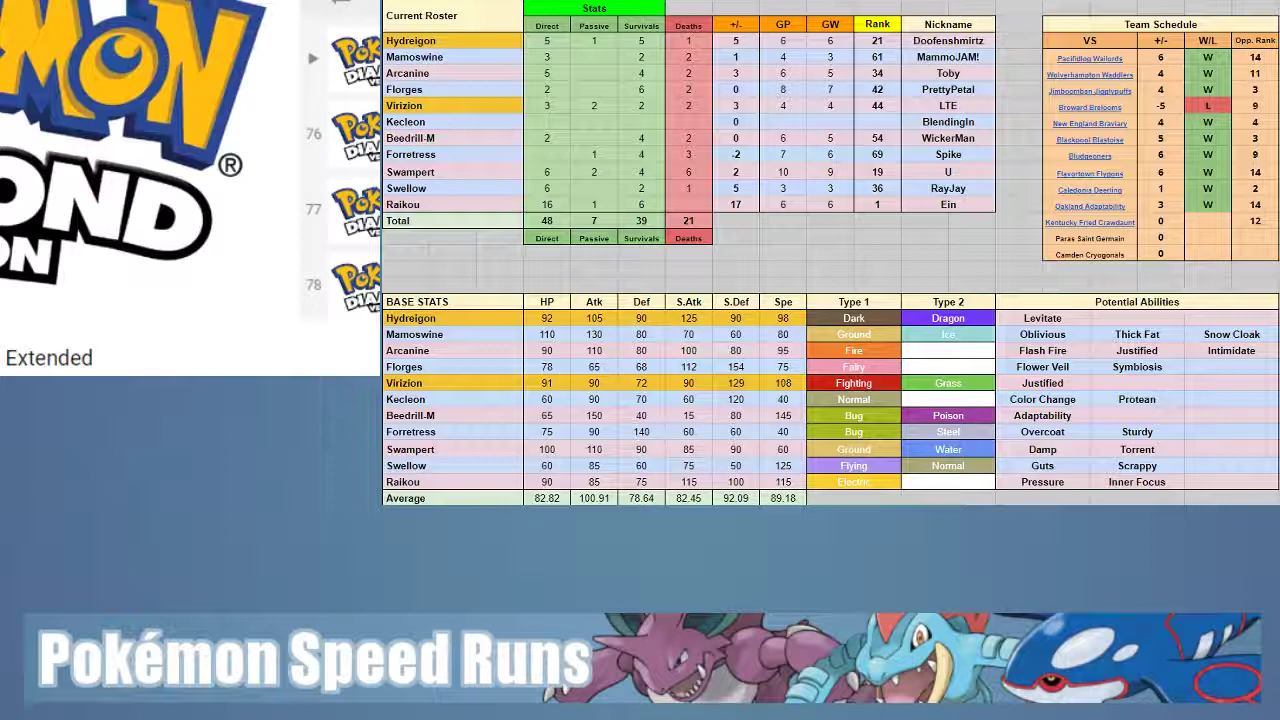 MON
®
OND
ON
Extended
76
77
78
POK
DIA
Current Roster Stats Direct Passive Survivals Deaths +/- GP GW Rank Nickname
Hydreigon 5 1 5 1 5 6 6 21 Doofenshmirtz
Mamoswine 3 2 2 1 4 3 61 MammoJAM!
Arcanine 5 4 2 3 6 5 34 Toby
Florges 2 6 2 0 8 7 42 PrettyPetal
Virizion 3 2 2 2 3 4 4 44 LTE
Kecleon 0 BlendingIn
Beedrill-M 2 4 2 0 6 5 54 WickerMan
Forretress 1 4 3 -2 7 6 69 Spike
Swampert 6 2 4 6 2 10 9 19 U
Swellow 6 2 1 5 3 3 36 RayJay
Raikou 16 1 6 17 6 6 1 Ein
Total 48 7 39 21
Direct Passive Survivals Deaths
Team Schedule
VS +/- W/L Opp. Rank
Pacifidlog Wailords 6 W 14
Wolverhampton Waddlers 4 W 11
Jimboomban Jigglypuffs 4 W 3
Broward Brelooms -5 L 9
New England Braviary 4 W 4
Blackpool Blastoise 5 W 3
Bludgeoners 6 W 9
Flavortown Flygons 6 W 14
Caledonia Deerling 1 W 2
Oakland Adaptability 3 W 14
Kentucky Fried Crawdaunt 0 12
Paras Saint Germain 0
Camden Cryogonals 0
BASE STATS HP Atk Def S.Atk S.Def Spe Type 1 Type 2 Potential Abilities
Hydreigon 92 105 90 125 90 98 Dark Dragon Levitate
Mamoswine 110 130 80 70 60 80 Ground Ice Oblivious Thick Fat Snow Cloak
Arcanine 90 110 80 100 80 95 Fire Flash Fire Justified Intimidate
Florges 78 65 68 112 154 75 Fairy Flower Veil Symbiosis
Virizion 91 90 72 90 129 108 Fighting Grass Justified
Kecleon 60 90 70 60 120 40 Normal Color Change Protean
Beedrill-M 65 150 40 15 80 145 Bug Poison Adaptability
Forretress 75 90 140 60 60 40 Bug Steel Overcoat Sturdy
Swampert 100 110 90 85 90 60 Ground Water Damp Torrent
Swellow 60 85 60 75 50 125 Flying Normal Guts Scrappy
Raikou 90 85 75 115 100 115 Electric Pressure Inner Focus
Average 82.82 100.91 78.64 82.45 92.09 89.18
Pokémon Speed Runs